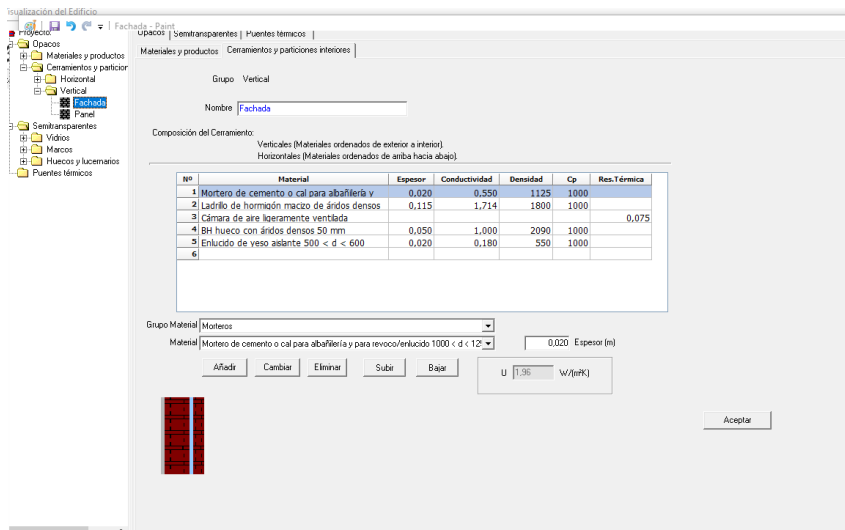 isualización del Edificio
Fachada - Paint
Proyecto:
Opacos
Materiales y productos
Cerramientos y particior
Horizontal
Vertical
Fachada
Panel
Semitransparentes
Vidrios
Marcos
Huecos y lucernarios
Puentes térmicos
Opacos Semitransparentes Puentes térmicos
Materiales y productos Cerramientos y particiones interiores
Grupo Vertical
Nombre Fachada
Composición del Cerramiento:
Verticales (Materiales ordenados de exterior a interior).
Horizontales (Materiales ordenados de arriba hacia abajo).
Nº Material Espesor Conductividad Densidad Cp Res.Térmica
1 Mortero de cemento o cal para albañilería v 0,020 0,550 1125 1000
2 Ladrillo de hormigón macizo de áridos densos 0,115 1,714 1800 1000
3 Cámara de aire ligeramente ventilada 0,075
4 BH hueco con áridos densos 50 mm 0,050 1,000 2090 1000
5 Enlucido de yeso aislante 500 < d < 600 0,020 0,180 550 1000
6
Grupo Material Morteros
Material Mortero de cemento o cal para albañilería y para revoco/enlucido 1000 < d < 125 0,020 Espesor (m)
Añadir Cambiar Eliminar Subir Bajar
U 1,96 W/(m²K)
Aceptar